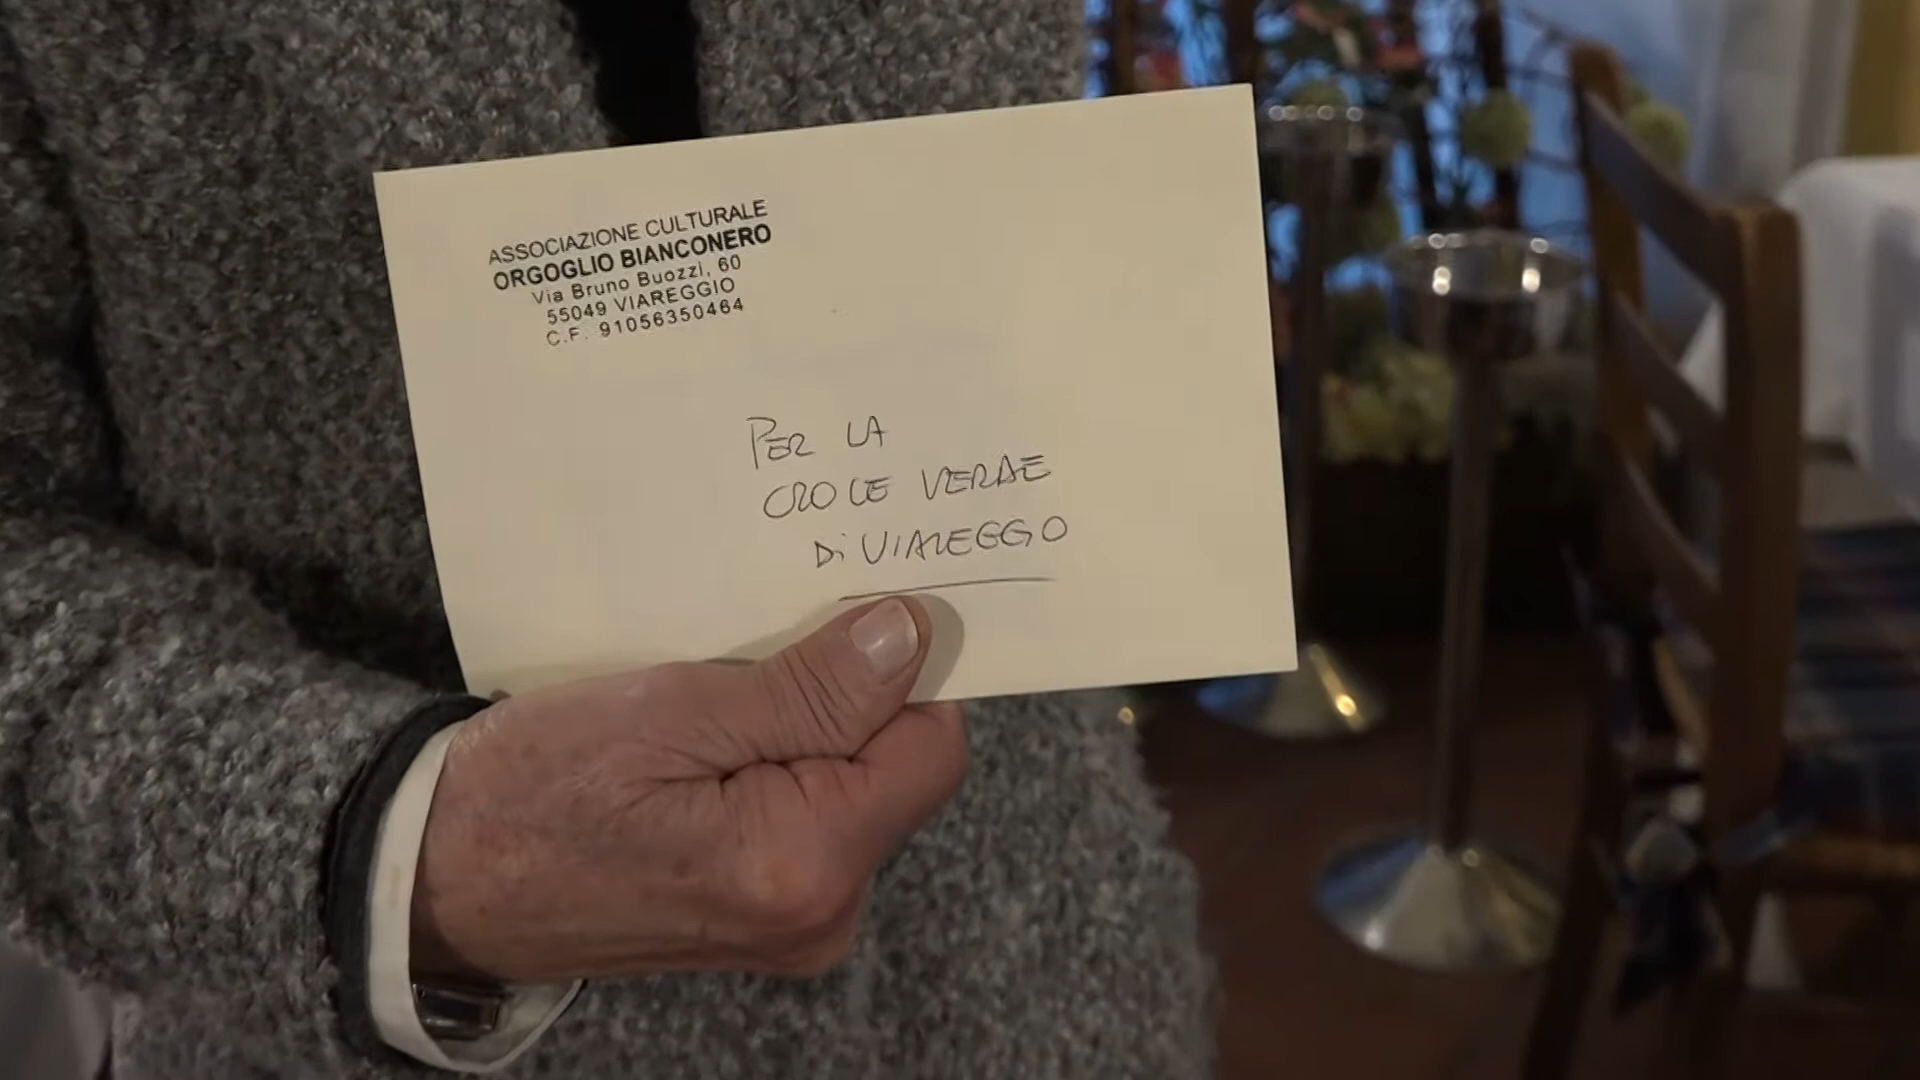 ASSOCIAZIONE CULTURALE
ORGOGLIO BIANCONERO
Via Bruno Buozzi, 60
55049 VIAREGGIO
C.F. 91056350464
PER LA
CROCE VERDE
Di VIAREGGIO